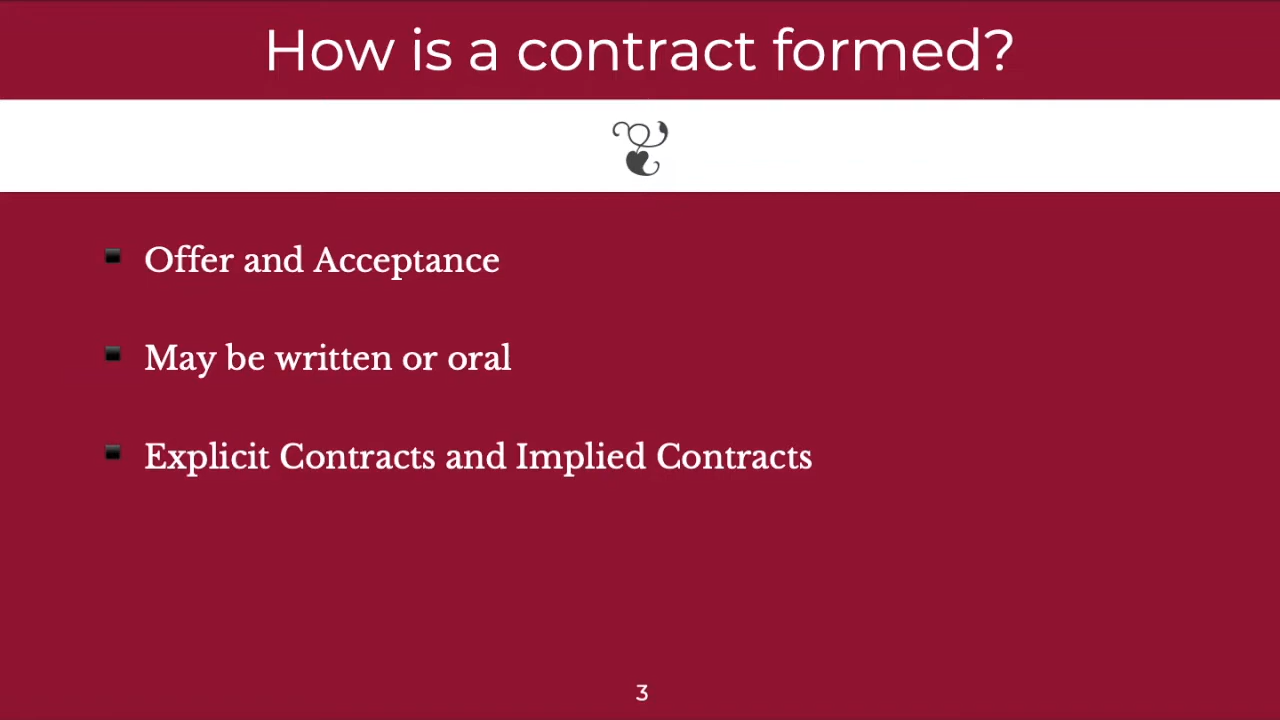 How is a contract formed?
Offer and Acceptance
May be written or oral
Explicit Contracts and Implied Contracts
3